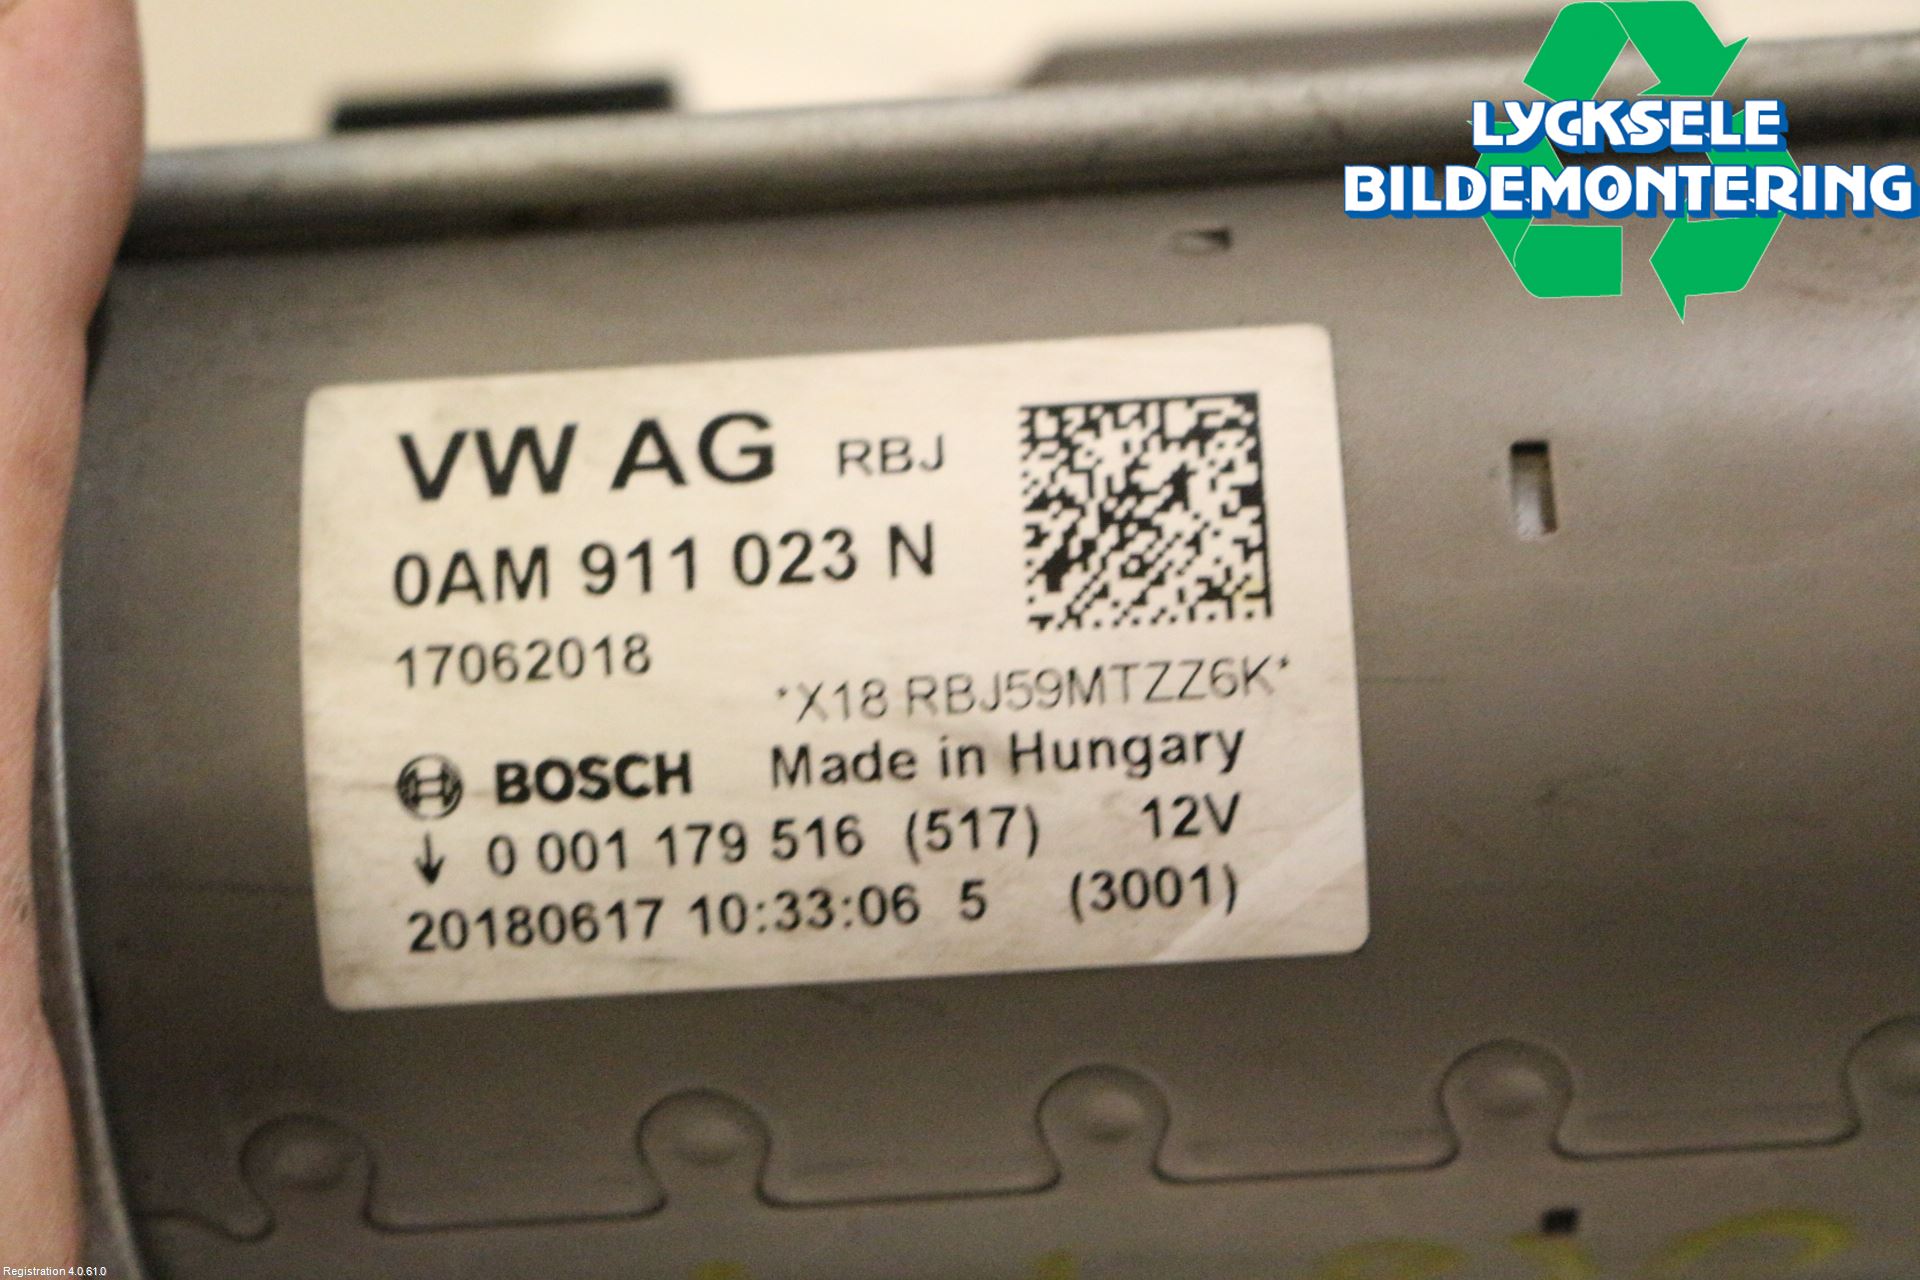 LYCKSELE
BILDEMONTERING
VW AG RBJ
0AM 911 023 N
17062018
*X18 RBJ59MTZZ6K*
BOSCH Made in Hungary
↓ 0 001 179 516 (517) 12V
20180617 10:33:06 5 (3001)
Registration 4.0.61.0